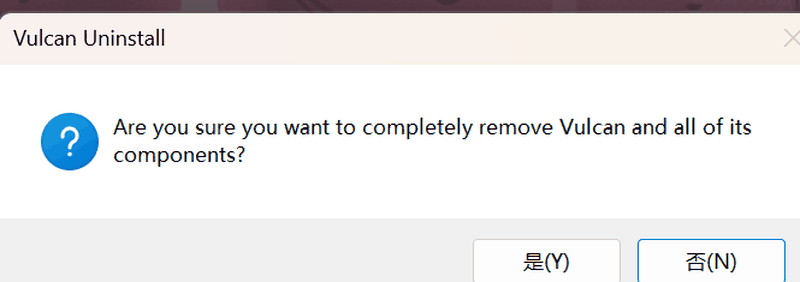 Vulcan Uninstall
Are you sure you want to completely remove Vulcan and all of its
components?
是(Y)
否(N)